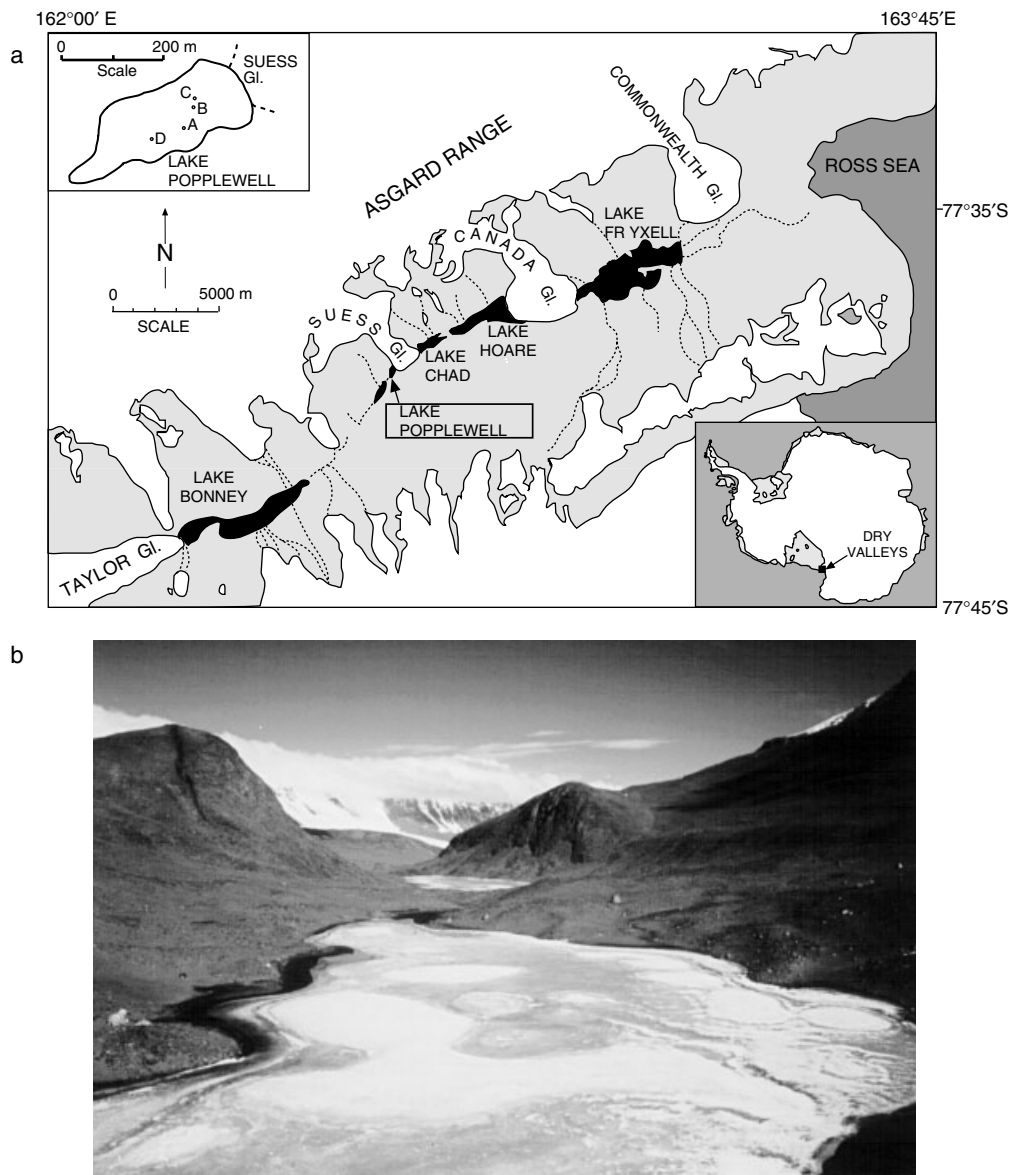 162°00′ E
163°45′E
a
0 200 m
Scale
SUESS
Gl.
C
B
A
D
LAKE
POPPLEWELL
N
0 5000 m
SCALE
ASGARD RANGE
COMMONWEALTH Gl.
ROSS SEA
77°35′S
LAKE
FR YXELL
CANADA Gl.
SUESS Gl.
LAKE
HOARE
LAKE
CHAD
LAKE
POPPLEWELL
LAKE
BONNEY
TAYLOR Gl.
DRY
VALLEYS
77°45′S
b